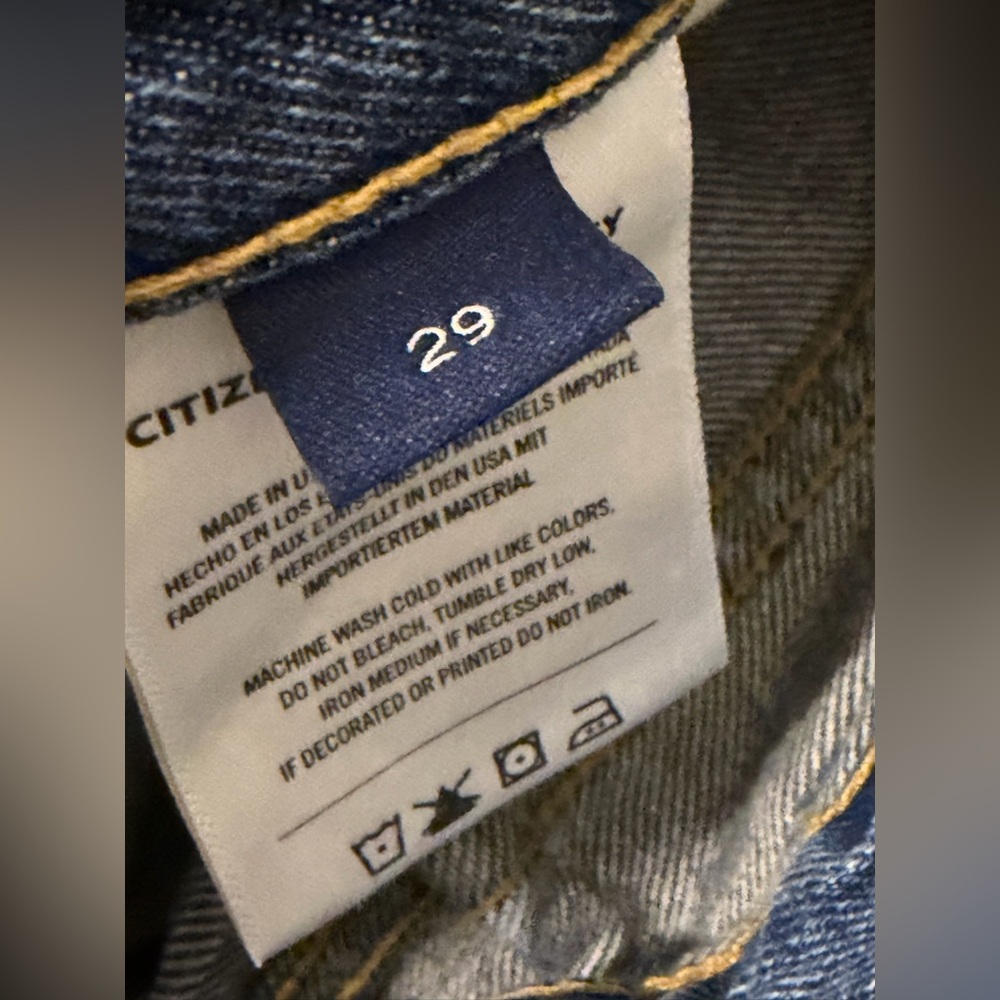 29
CITIZE
MADE IN U
HECHO EN LOS E
FABRIQUE AUX ETATS-UNIS DU MATERIELS IMPORTE
HERGESTELLT IN DEN USA MIT
IMPORTIERTEM MATERIAL
MACHINE WASH COLD WITH LIKE COLORS,
DO NOT BLEACH, TUMBLE DRY LOW,
IRON MEDIUM IF NECESSARY,
IF DECORATED OR PRINTED DO NOT IRON.